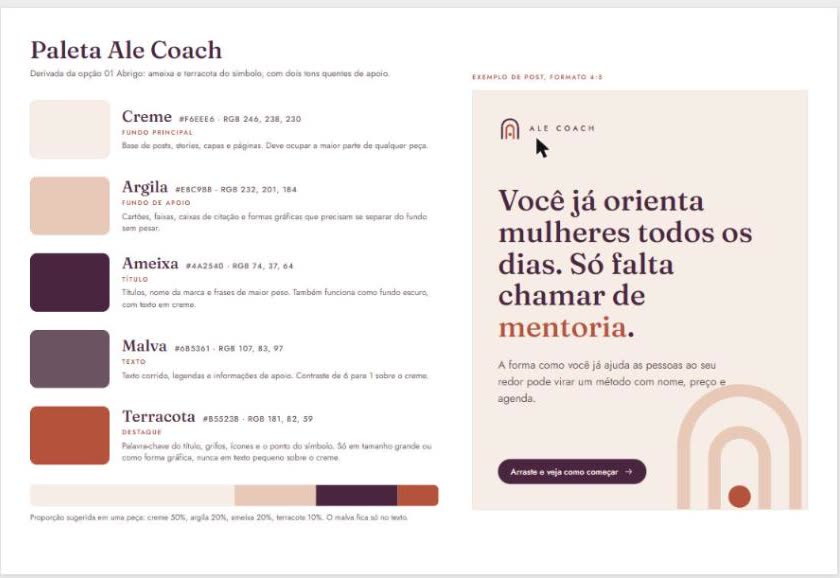 Paleta Ale Coach
Derivada da opção 01 Abrigo: ameixa e terracota do símbolo, com dois tons quentes de apoio.
Creme #F6EEE6 · RGB 246, 238, 230
FUNDO PRINCIPAL
Base de posts, stories, capas e páginas. Deve ocupar a maior parte de qualquer peça.
Argila #E8C9B8 · RGB 232, 201, 184
FUNDO DE APOIO
Cartões, faixas, caixas de citação e formas gráficas que precisam se separar do fundo
sem pesar.
Ameixa #4A2540 · RGB 74, 37, 64
TÍTULO
Títulos, nome da marca e frases de maior peso. Também funciona como fundo escuro,
com texto em creme.
Malva #6B5361 · RGB 107, 83, 97
TEXTO
Texto corrido, legendas e informações de apoio. Contraste de 6 para 1 sobre o creme.
Terracota #B5523B · RGB 181, 82, 59
DESTAQUE
Palavra-chave do título, grifos, ícones e o ponto do símbolo. Só em tamanho grande ou
como forma gráfica, nunca em texto pequeno sobre o creme.
Proporção sugerida em uma peça: creme 50%, argila 20%, ameixa 20%, terracota 10%. O malva fica só no texto.
EXEMPLO DE POST, FORMATO 4:5
ALE COACH
Você já orienta
mulheres todos os
dias. Só falta
chamar de
mentoria.
A forma como você já ajuda as pessoas ao seu
redor pode virar um método com nome, preço e
agenda.
Arraste e veja como começar →